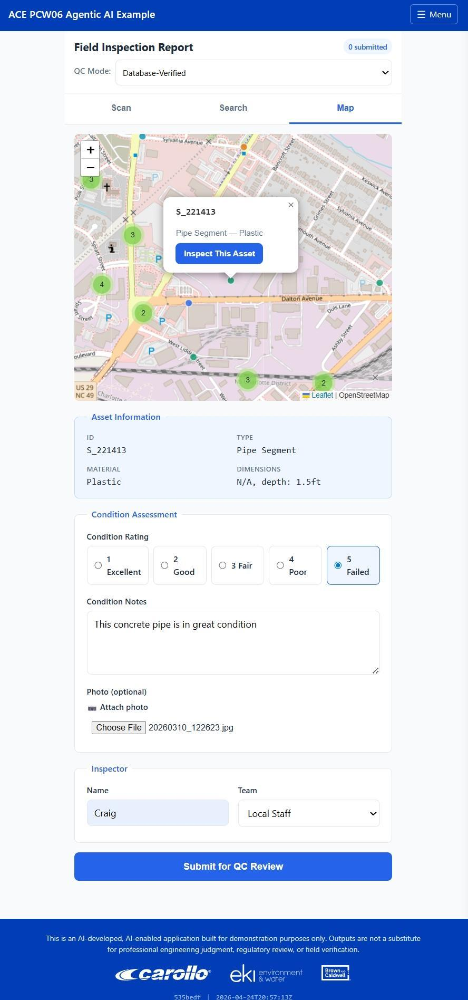 ACE PCW06 Agentic AI Example
☰ Menu
Field Inspection Report
0 submitted
QC Mode:
Database-Verified
Scan
Search
Map
+
−
Sylvania Avenue
Bancroft Street
Keswick Avenu
Grimes Street
Sylvania Avenue
mouth Avenue
3
P
3
Spratt Street
P
4
2
P
P
P
P
S_221413
×
Pipe Segment — Plastic
Inspect This Asset
Dalton Avenue
Duls Lane
Ashby Street
West Lidde
street
oulevard
3
2
US 29
NC 49
Charlotte
Leaflet | OpenStreetMap
Asset Information
ID
S_221413
TYPE
Pipe Segment
MATERIAL
Plastic
DIMENSIONS
N/A, depth: 1.5ft
Condition Assessment
Condition Rating
1 Excellent
2 Good
3 Fair
4 Poor
5 Failed
Condition Notes
This concrete pipe is in great condition
Photo (optional)
Attach photo
Choose File 20260310_122623.jpg
Inspector
Name
Craig
Team
Local Staff
Submit for QC Review
This is an AI-developed, AI-enabled application built for demonstration purposes only. Outputs are not a substitute
for professional engineering judgment, regulatory review, or field verification.
carollo
eki environment & water
Brown AND Caldwell
535bedf | 2026-04-24T20:57:13Z